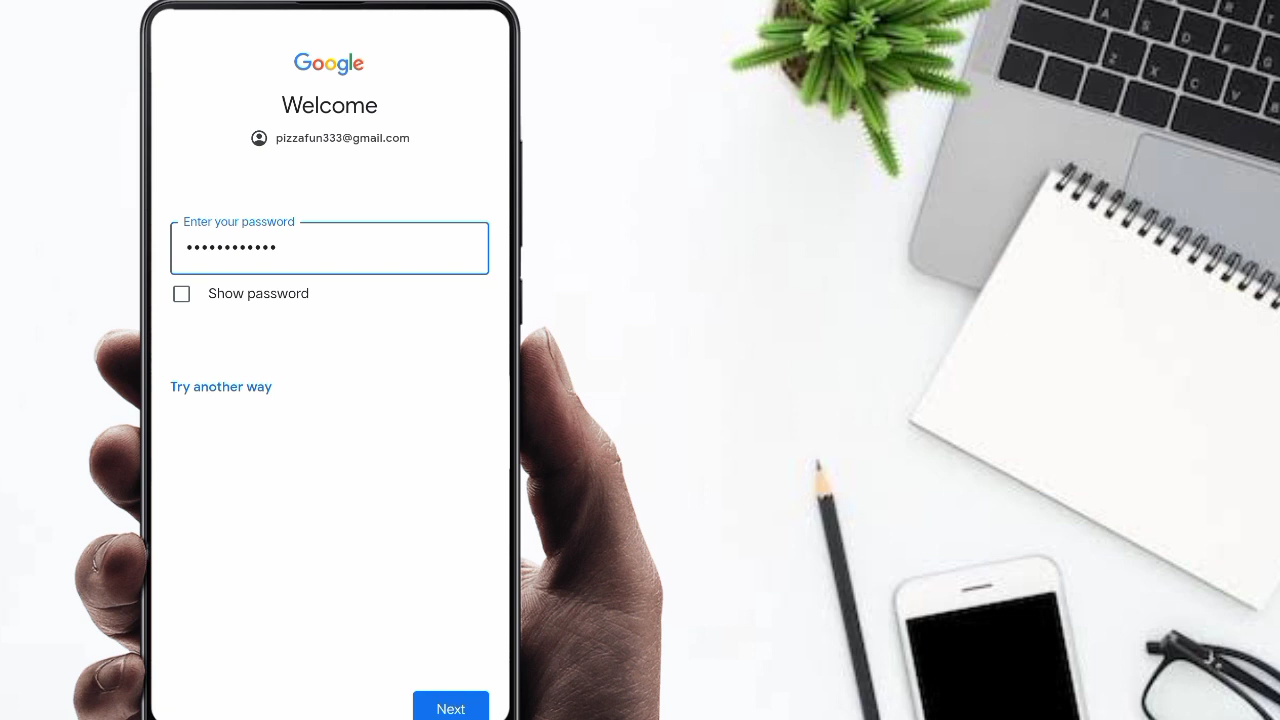 Google
Welcome
pizzafun333@gmail.com
Enter your password
••••••••••••
Show password
Try another way
Next
A S D F G
Z X C V B